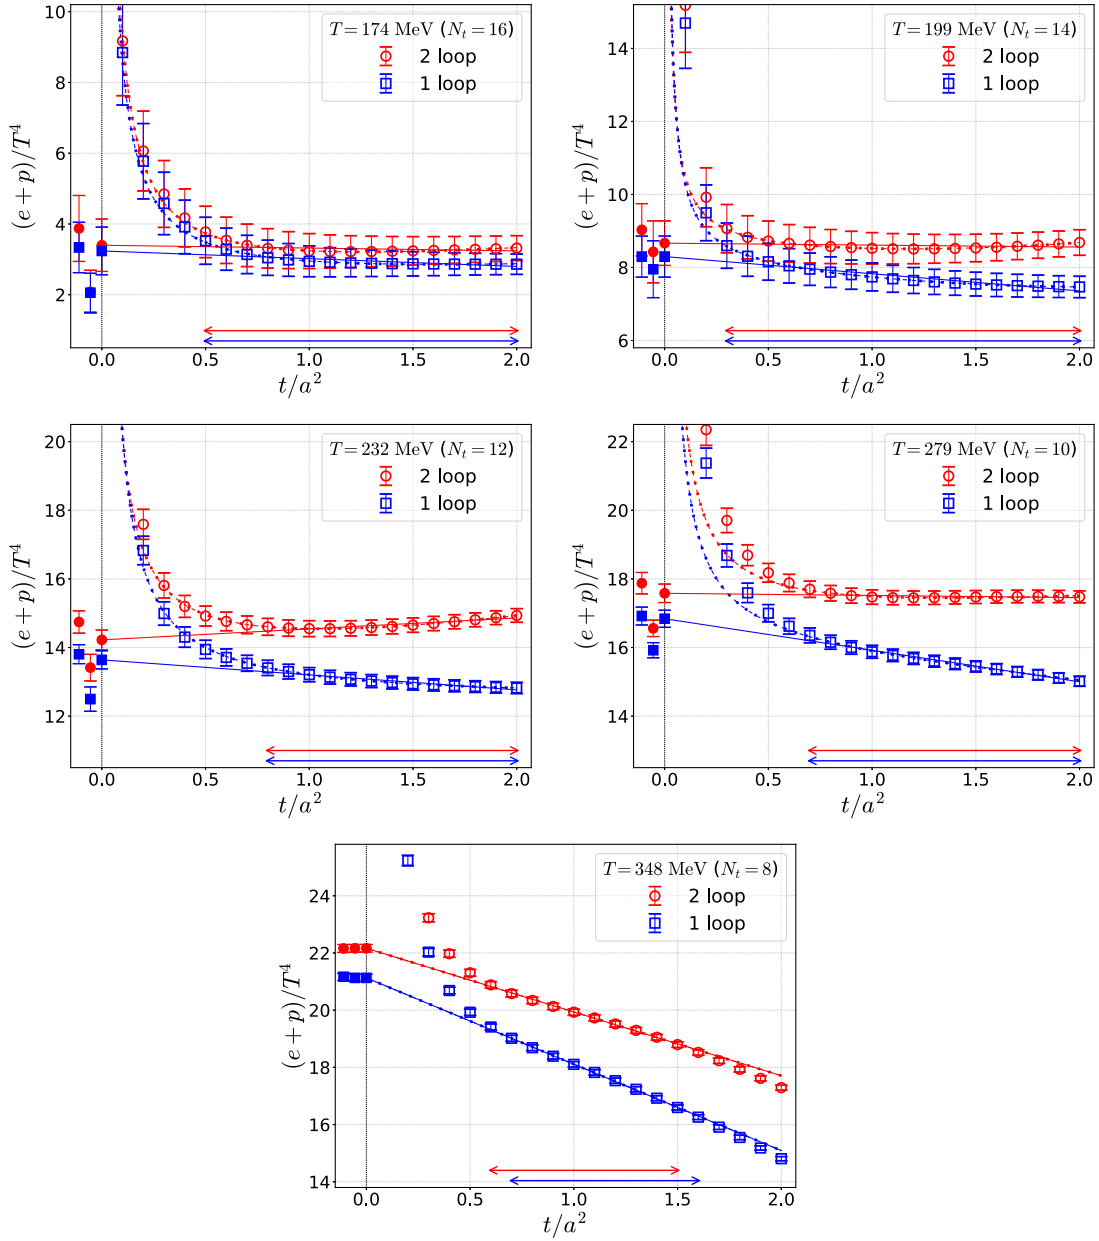 T = 174 MeV (N_t = 16)
2 loop
1 loop
(e + p)/T^4
10
8
6
4
2
0.0 0.5 1.0 1.5 2.0
t/a^2
T = 199 MeV (N_t = 14)
2 loop
1 loop
(e + p)/T^4
14
12
10
8
6
0.0 0.5 1.0 1.5 2.0
t/a^2
T = 232 MeV (N_t = 12)
2 loop
1 loop
(e + p)/T^4
20
18
16
14
12
0.0 0.5 1.0 1.5 2.0
t/a^2
T = 279 MeV (N_t = 10)
2 loop
1 loop
(e + p)/T^4
22
20
18
16
14
0.0 0.5 1.0 1.5 2.0
t/a^2
T = 348 MeV (N_t = 8)
2 loop
1 loop
(e + p)/T^4
24
22
20
18
16
14
0.0 0.5 1.0 1.5 2.0
t/a^2